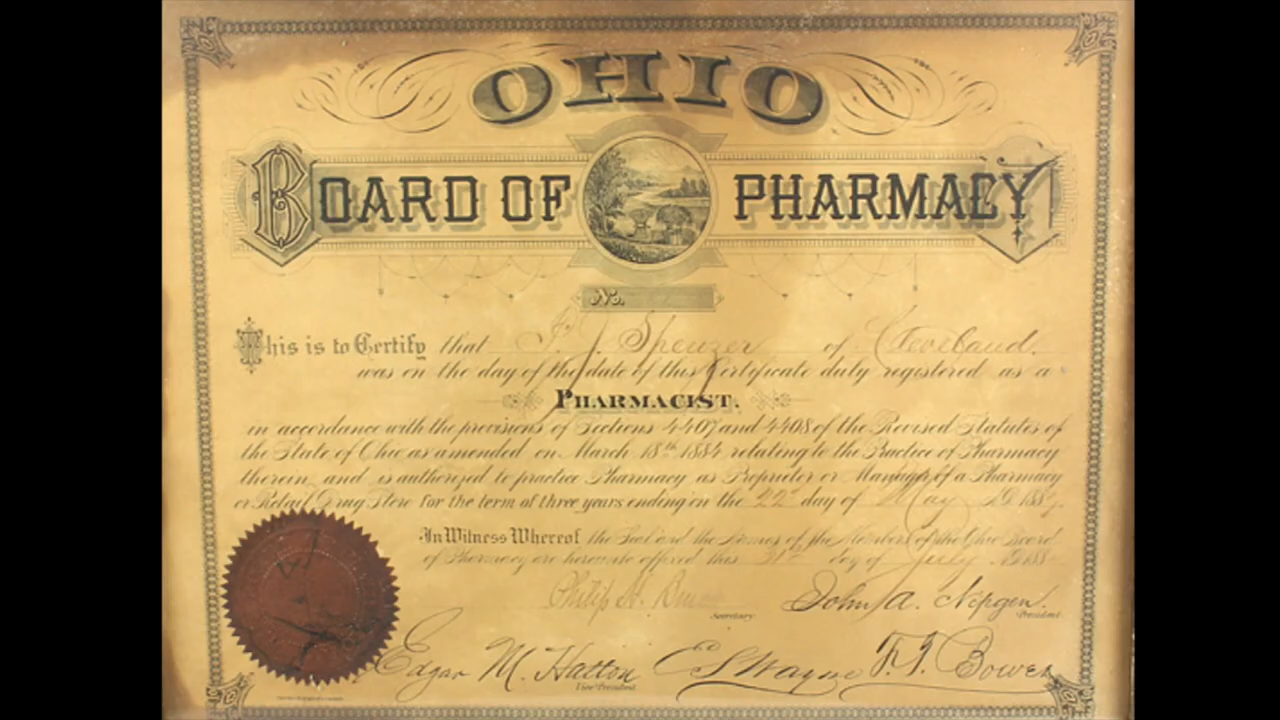 OHIO
BOARD OF PHARMACY
No.
This is to Certify that F. J. Spenzer of Cleveland.
was on the day of the date of this Certificate duly registered as a
PHARMACIST.
in accordance with the provisions of Sections 4407 and 4408 of the Revised Statutes of
the State of Ohio as amended on March 18th 1884 relating to the Practice of Pharmacy
therein, and is authorized to practice Pharmacy as Proprietor or Manager of a Pharmacy
or Retail Drug Store for the term of three years ending on the 22d day of May A.D. 188
In Witness Whereof the Seal and the Names of the Members of the Ohio Board
of Pharmacy are hereunto affixed this 31st day of July A.D. 188
Philip H.
Secretary
John A. Nipgen.
President.
Edgar M. Hatton
Vice President.
Wayne
F. T. Bower